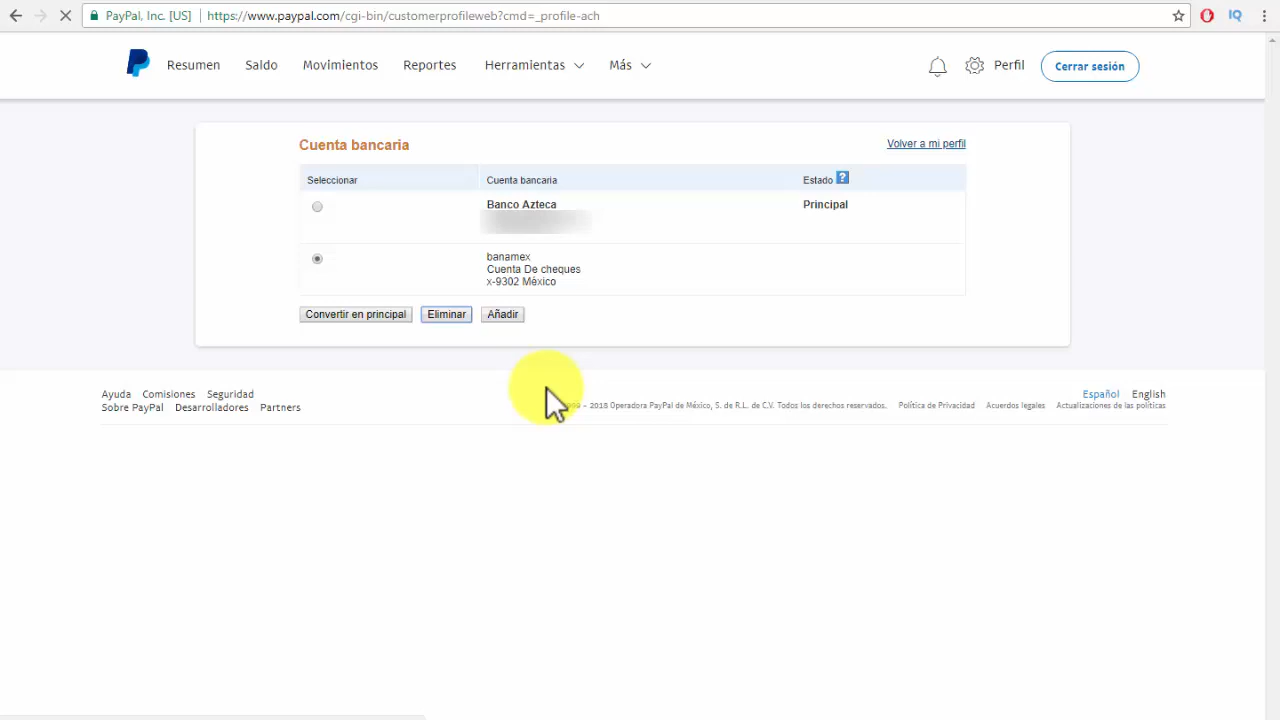 PayPal, Inc. [US]
https://www.paypal.com/cgi-bin/customerprofileweb?cmd=_profile-ach
IQ
Resumen
Saldo
Movimientos
Reportes
Herramientas
Más
Perfil
Cerrar sesión
Cuenta bancaria
Volver a mi perfil
Seleccionar
Cuenta bancaria
Estado ?
Banco Azteca
Principal
banamex
Cuenta De cheques
x-9302 México
Convertir en principal
Eliminar
Añadir
Ayuda Comisiones Seguridad
Español English
Sobre PayPal Desarrolladores Partners
– 2018 Operadora PayPal de México, S. de R.L. de C.V. Todos los derechos reservados.
Política de Privacidad
Acuerdos legales
Actualizaciones de las políticas